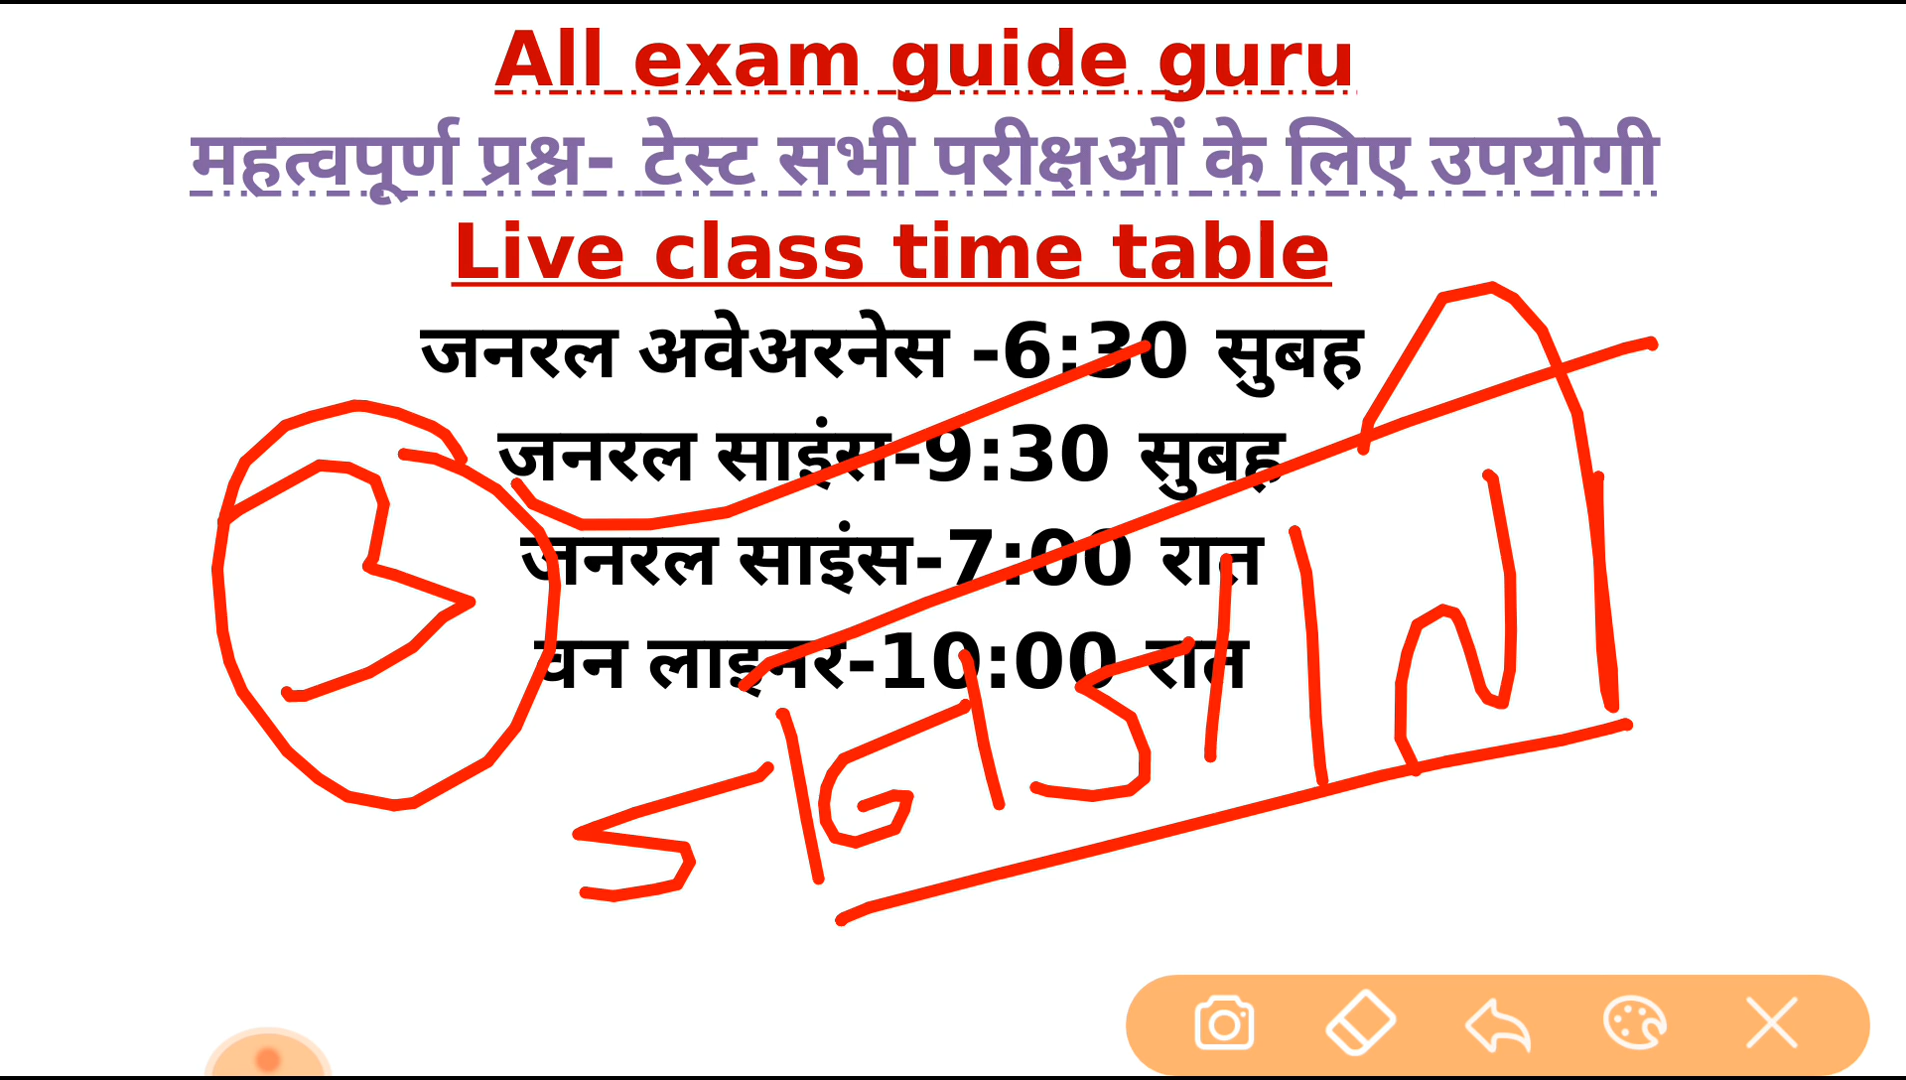 All exam guide guru
महत्वपूर्ण प्रश्न- टेस्ट सभी परीक्षओं के लिए उपयोगी
Live class time table
जनरल अवेअरनेस -6:30 सुबह
जनरल साइंस-9:30 सुबह
जनरल साइंस-7:00 रात
वन लाइनर-10:00 रात
3